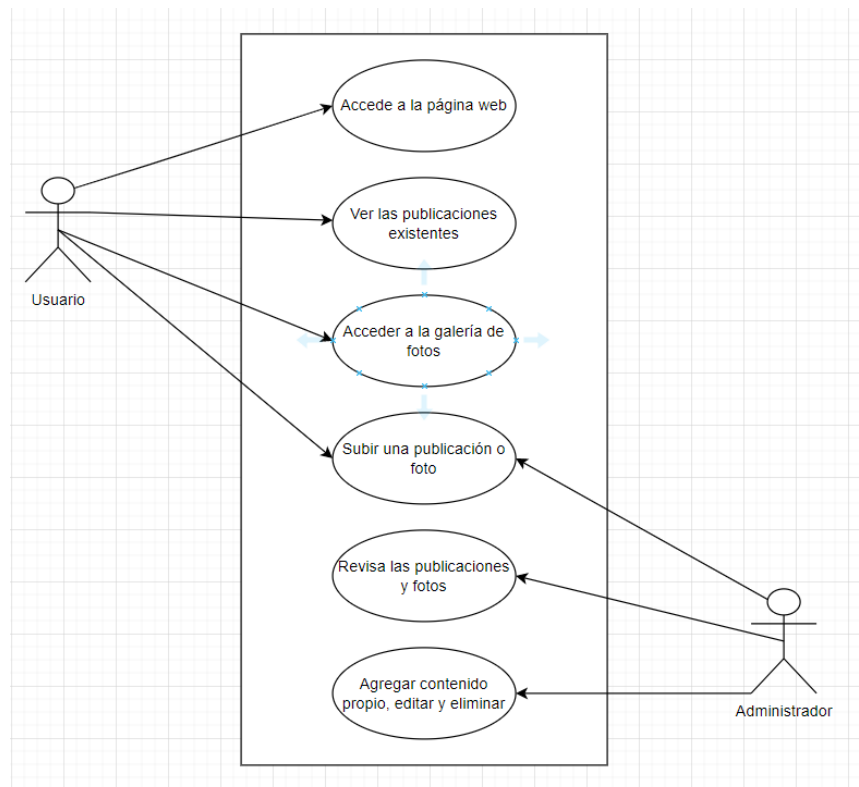 Accede a la página web
Ver las publicaciones
existentes
Usuario
Acceder a la galería de
fotos
Subir una publicación o
foto
Revisa las publicaciones
y fotos
Agregar contenido
propio, editar y eliminar
Administrador